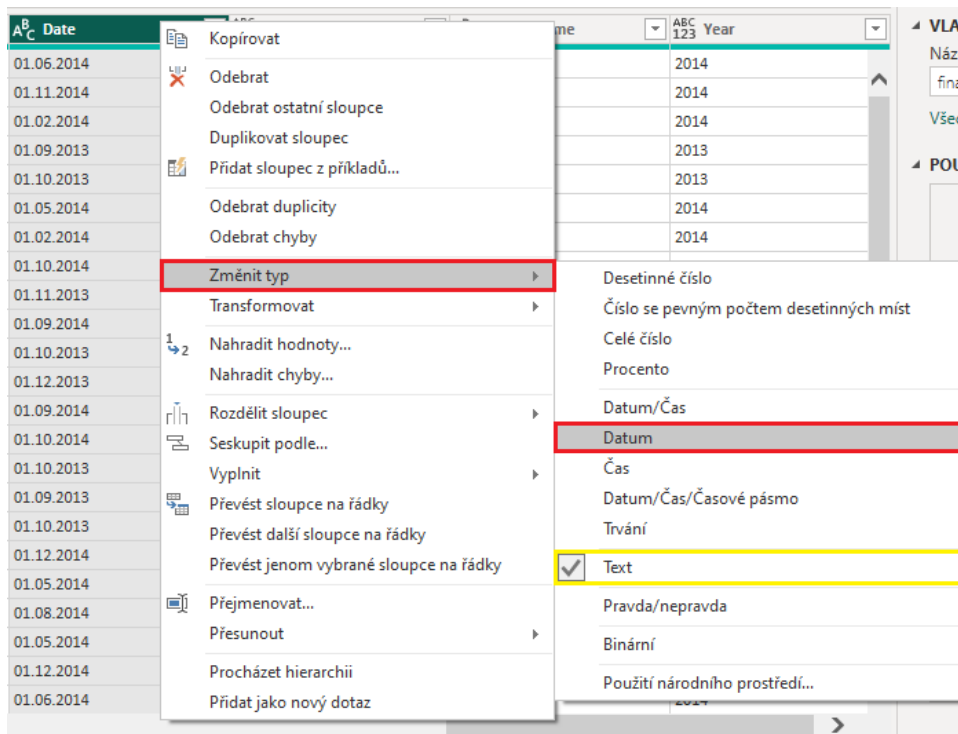 ABC Date
me
ABC 123 Year
VLA
01.06.2014
Kopírovat
2014
Náz
01.11.2014
Odebrat
2014
fina
01.02.2014
Odebrat ostatní sloupce
2014
Všec
01.09.2013
Duplikovat sloupec
2013
01.10.2013
Přidat sloupec z příkladů...
2013
POU
01.05.2014
Odebrat duplicity
2014
01.02.2014
Odebrat chyby
2014
01.10.2014
Změnit typ
Desetinné číslo
01.11.2013
Transformovat
Číslo se pevným počtem desetinných míst
01.09.2014
Nahradit hodnoty...
Celé číslo
01.10.2013
Nahradit chyby...
Procento
01.12.2013
01.09.2014
Rozdělit sloupec
Datum/Čas
01.10.2014
Seskupit podle...
Datum
01.10.2013
Vyplnit
Čas
01.09.2013
Převést sloupce na řádky
Datum/Čas/Časové pásmo
01.10.2013
Převést další sloupce na řádky
Trvání
01.12.2014
Převést jenom vybrané sloupce na řádky
Text
01.05.2014
01.08.2014
Přejmenovat...
Pravda/nepravda
01.05.2014
Přesunout
Binární
01.12.2014
Procházet hierarchii
Použití národního prostředí...
01.06.2014
Přidat jako nový dotaz
2014